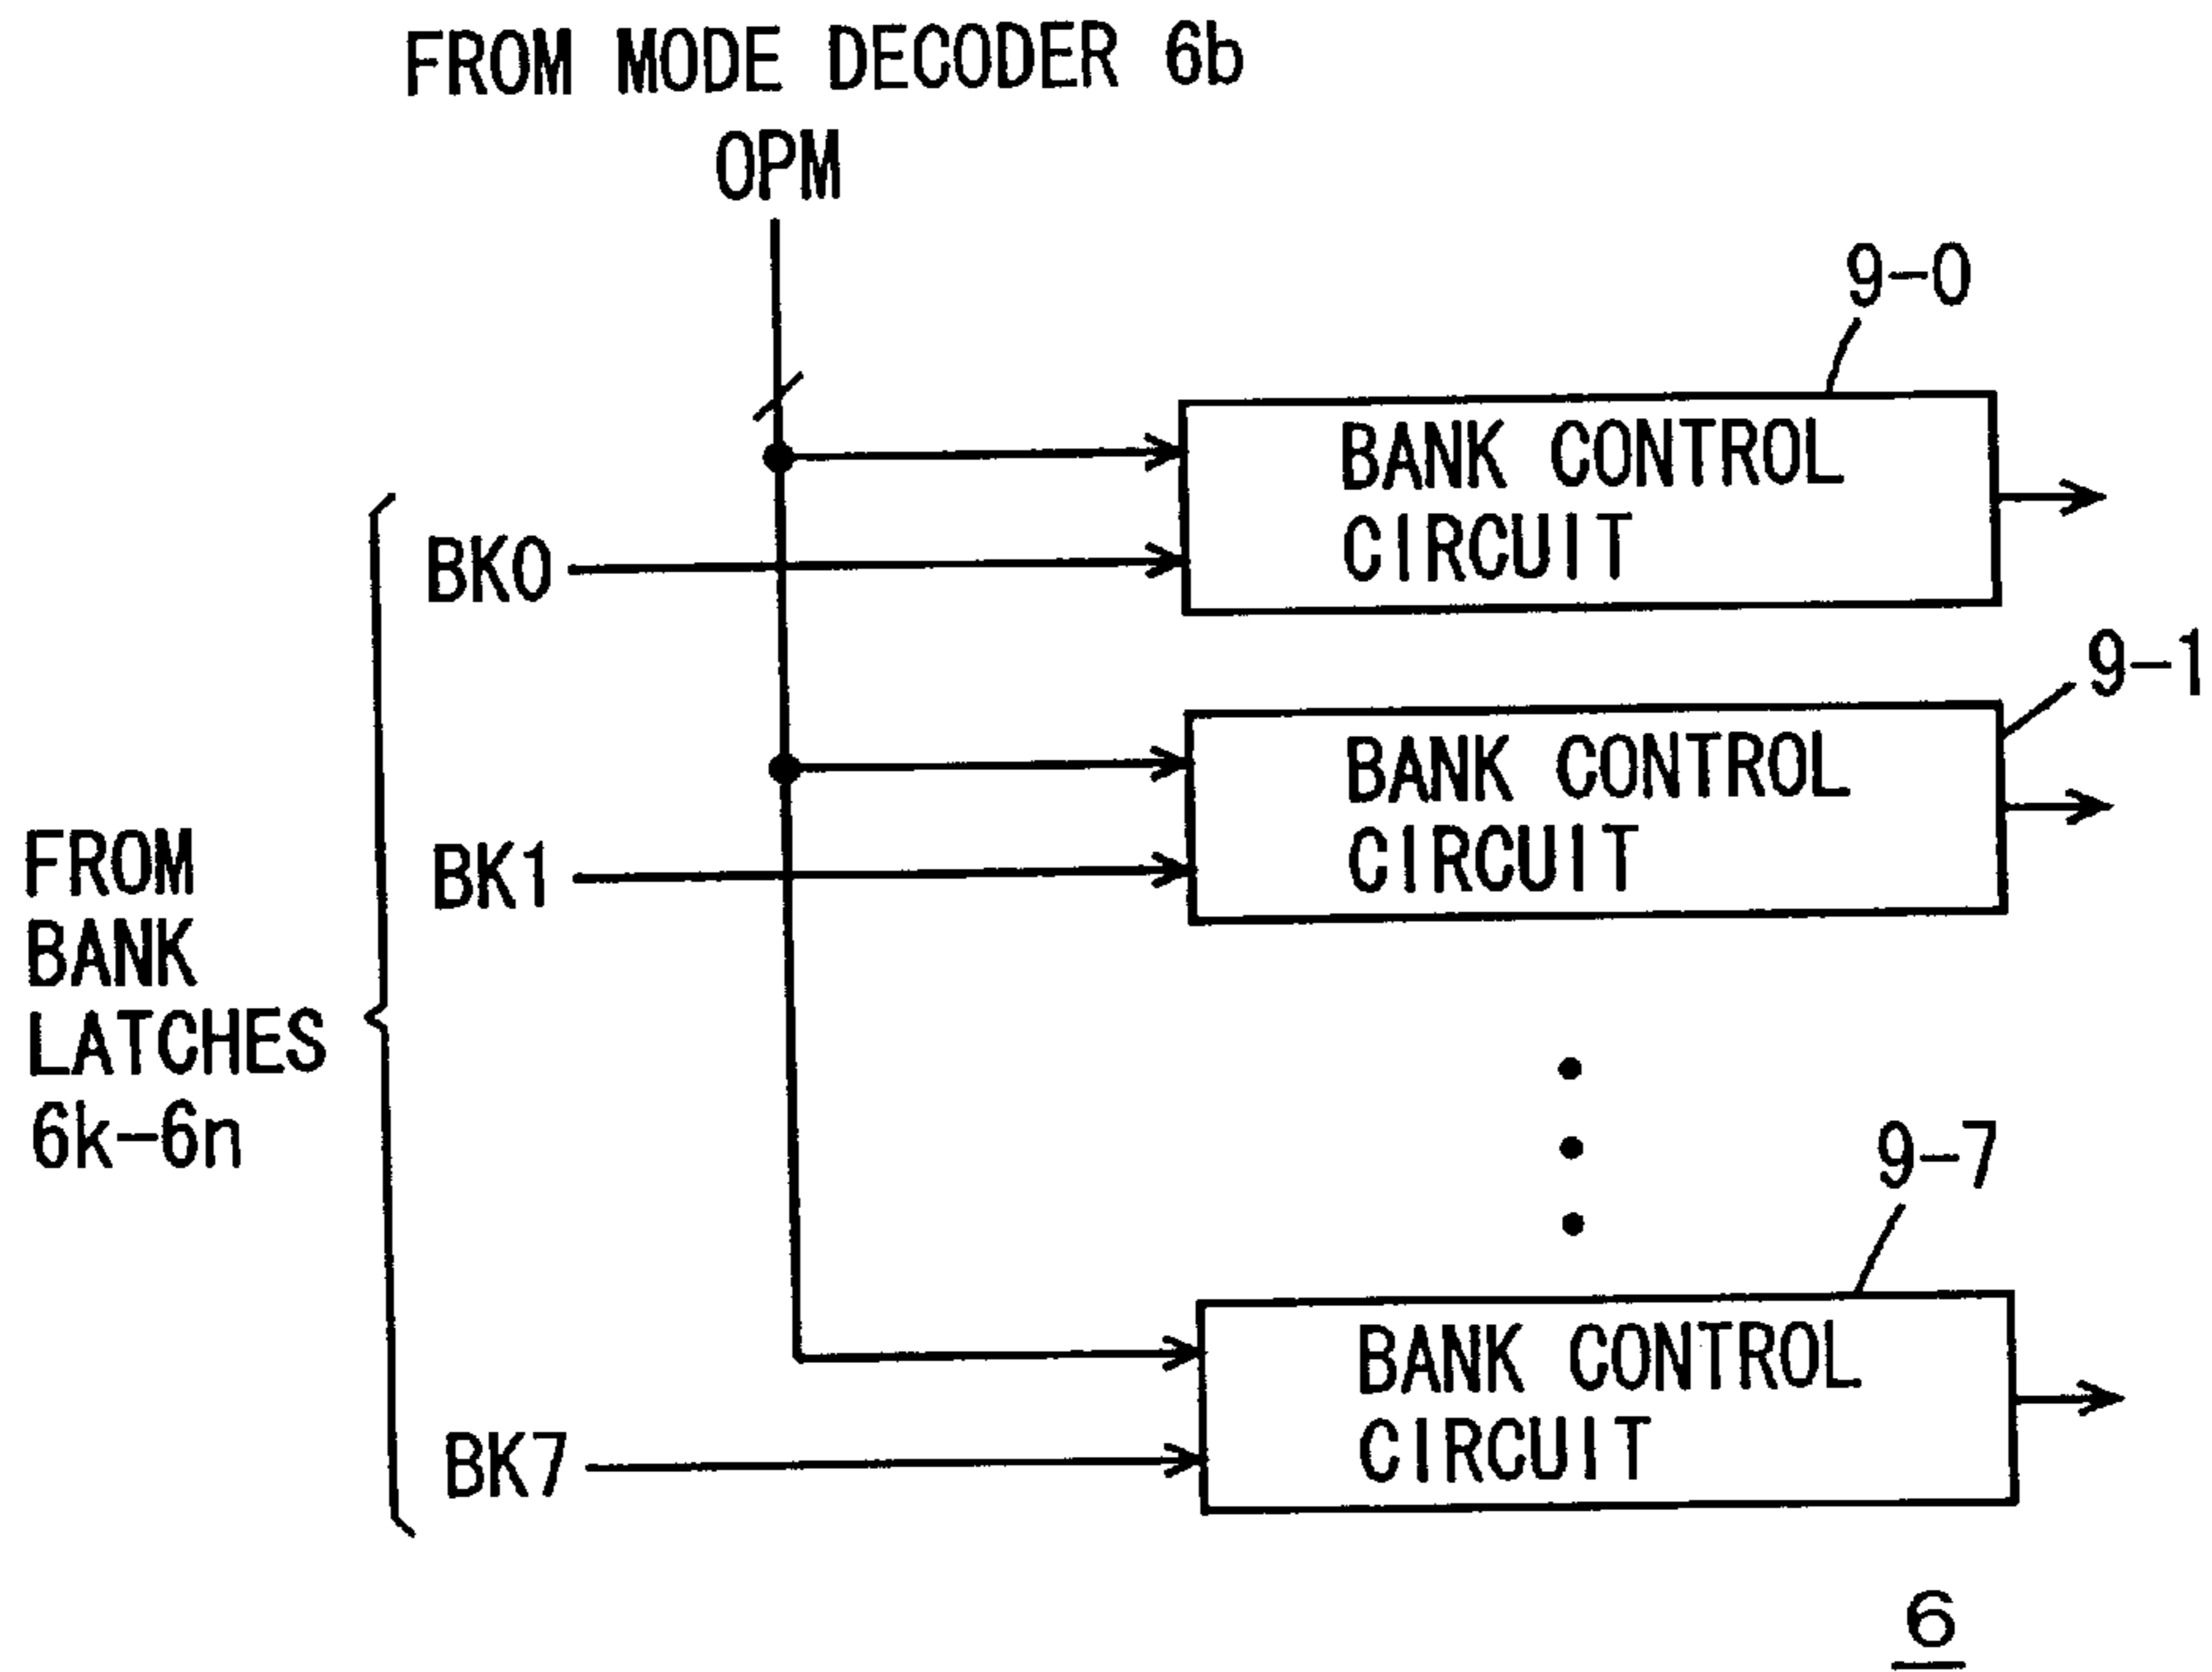 FROM MODE DECODER 6b
OPM
9-0
BANK CONTROL
CIRCUIT
BK0
9-1
BANK CONTROL
CIRCUIT
BK1
FROM
BANK
LATCHES
6k-6n
9-7
BANK CONTROL
CIRCUIT
BK7
6